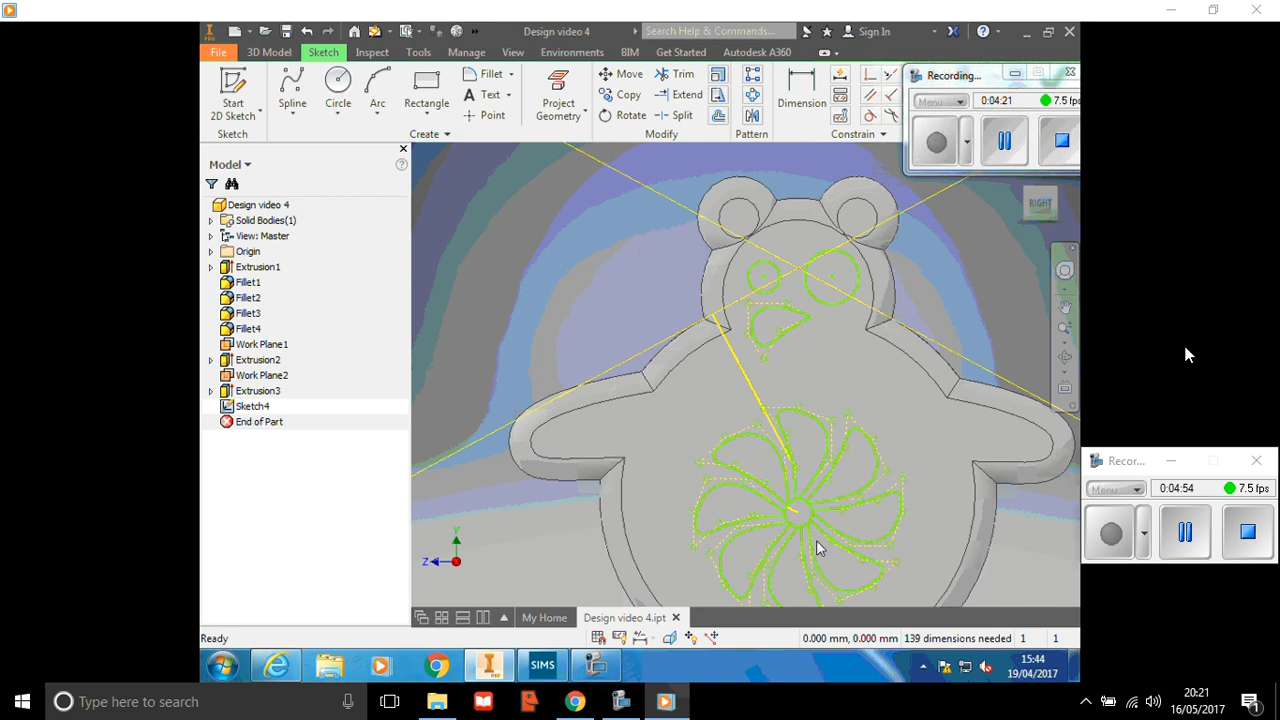 Design video 4
Search Help & Commands...
Sign In
File
3D Model
Sketch
Inspect
Tools
Manage
View
Environments
BIM
Get Started
Autodesk A360
Start
2D Sketch
Spline
Circle
Arc
Rectangle
Fillet
Text
Point
Project
Geometry
Move
Trim
Copy
Extend
Rotate
Split
Dimension
Sketch
Create
Modify
Pattern
Constrain
Recording...
Menu
0:04:21
7.5 fps
Model
Design video 4
Solid Bodies(1)
View: Master
Origin
Extrusion1
Fillet1
Fillet2
Fillet3
Fillet4
Work Plane1
Extrusion2
Work Plane2
Extrusion3
Sketch4
End of Part
RIGHT
Y
Z
Recor...
Menu
0:04:54
7.5 fps
My Home
Design video 4.ipt
Ready
0.000 mm, 0.000 mm
139 dimensions needed
1
1
SIMS
15:44
19/04/2017
Type here to search
20:21
16/05/2017
1